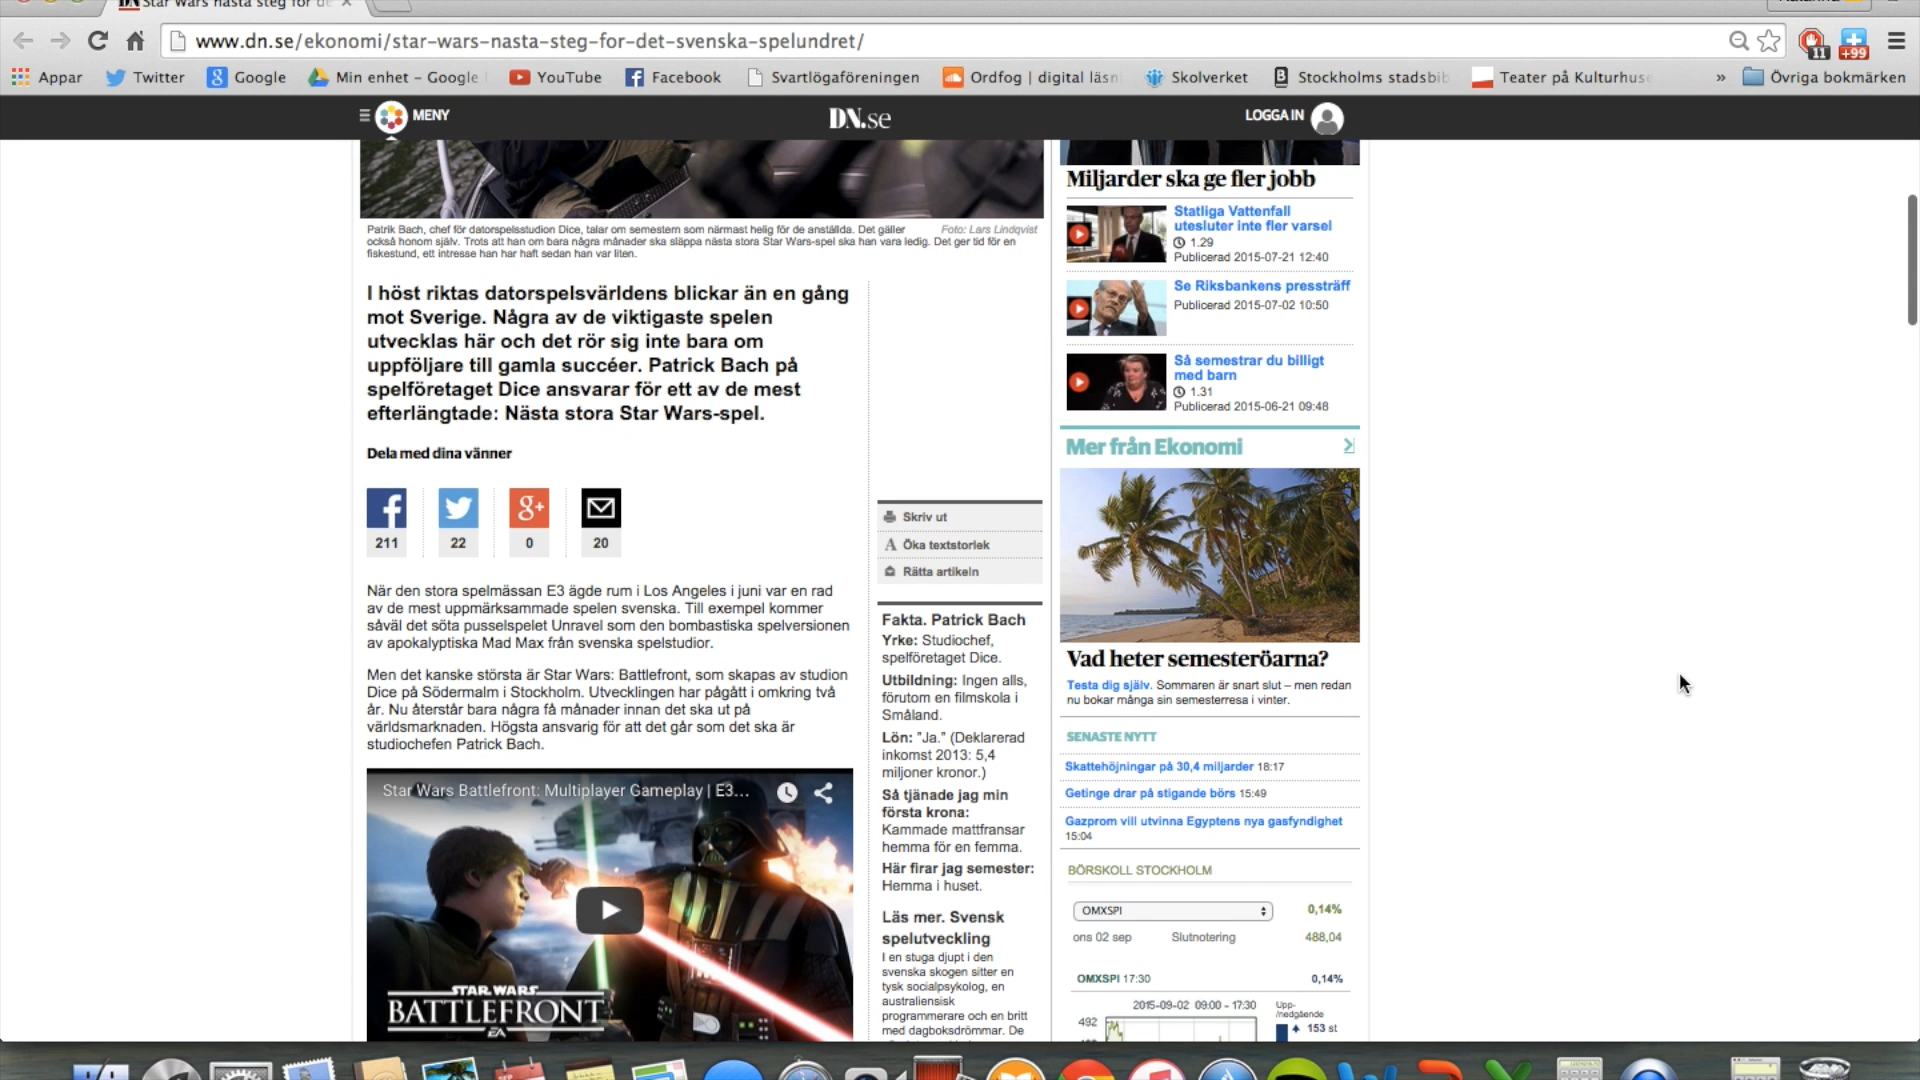 Star Wars nästa steg för de
www.dn.se/ekonomi/star-wars-nasta-steg-for-det-svenska-spelundret/
11
+99
Appar
Twitter
Google
Min enhet – Google
YouTube
Facebook
Svartlögaföreningen
Ordfog | digital läsni
Skolverket
Stockholms stadsbib
Teater på Kulturhuse
»
Övriga bokmärken
MENY
DN.se
LOGGA IN
Patrik Bach, chef för datorspelsstudion Dice, talar om semestern som närmast helig för de anställda. Det gäller
också honom själv. Trots att han om bara några månader ska släppa nästa stora Star Wars-spel ska han vara ledig. Det ger tid för en
fiskestund, ett intresse han har haft sedan han var liten.
Foto: Lars Lindqvist
I höst riktas datorspelsvärldens blickar än en gång
mot Sverige. Några av de viktigaste spelen
utvecklas här och det rör sig inte bara om
uppföljare till gamla succéer. Patrick Bach på
spelföretaget Dice ansvarar för ett av de mest
efterlängtade: Nästa stora Star Wars-spel.
Dela med dina vänner
211
22
g+
0
20
När den stora spelmässan E3 ägde rum i Los Angeles i juni var en rad
av de mest uppmärksammade spelen svenska. Till exempel kommer
såväl det söta pusselspelet Unravel som den bombastiska spelversionen
av apokalyptiska Mad Max från svenska spelstudior.
Men det kanske största är Star Wars: Battlefront, som skapas av studion
Dice på Södermalm i Stockholm. Utvecklingen har pågått i omkring två
år. Nu återstår bara några få månader innan det ska ut på
världsmarknaden. Högsta ansvarig för att det går som det ska är
studiochefen Patrick Bach.
Star Wars Battlefront: Multiplayer Gameplay | E3...
STAR WARS
BATTLEFRONT
EA
Skriv ut
A Öka textstorlek
Rätta artikeln
Fakta. Patrick Bach
Yrke: Studiochef,
spelföretaget Dice.
Utbildning: Ingen alls,
förutom en filmskola i
Småland.
Lön: "Ja." (Deklarerad
inkomst 2013: 5,4
miljoner kronor.)
Så tjänade jag min
första krona:
Kammade mattfransar
hemma för en femma.
Här firar jag semester:
Hemma i huset.
Läs mer. Svensk
spelutveckling
I en stuga djupt i den
svenska skogen sitter en
tysk socialpsykolog, en
australiensisk
programmerare och en britt
med dagboksdrömmar. De
Miljarder ska ge fler jobb
Statliga Vattenfall
utesluter inte fler varsel
1.29
Publicerad 2015-07-21 12:40
Se Riksbankens pressträff
Publicerad 2015-07-02 10:50
Så semestrar du billigt
med barn
1.31
Publicerad 2015-06-21 09:48
Mer från Ekonomi
Vad heter semesteröarna?
Testa dig själv. Sommaren är snart slut – men redan
nu bokar många sin semesterresa i vinter.
SENASTE NYTT
Skattehöjningar på 30,4 miljarder 18:17
Getinge drar på stigande börs 15:49
Gazprom vill utvinna Egyptens nya gasfyndighet
15:04
BÖRSKOLL STOCKHOLM
OMXSPI
0,14%
ons 02 sep
Slutnotering
488,04
OMXSPI 17:30
0,14%
2015-09-02 09:00 - 17:30
Upp-
/nedgående
492
153 st